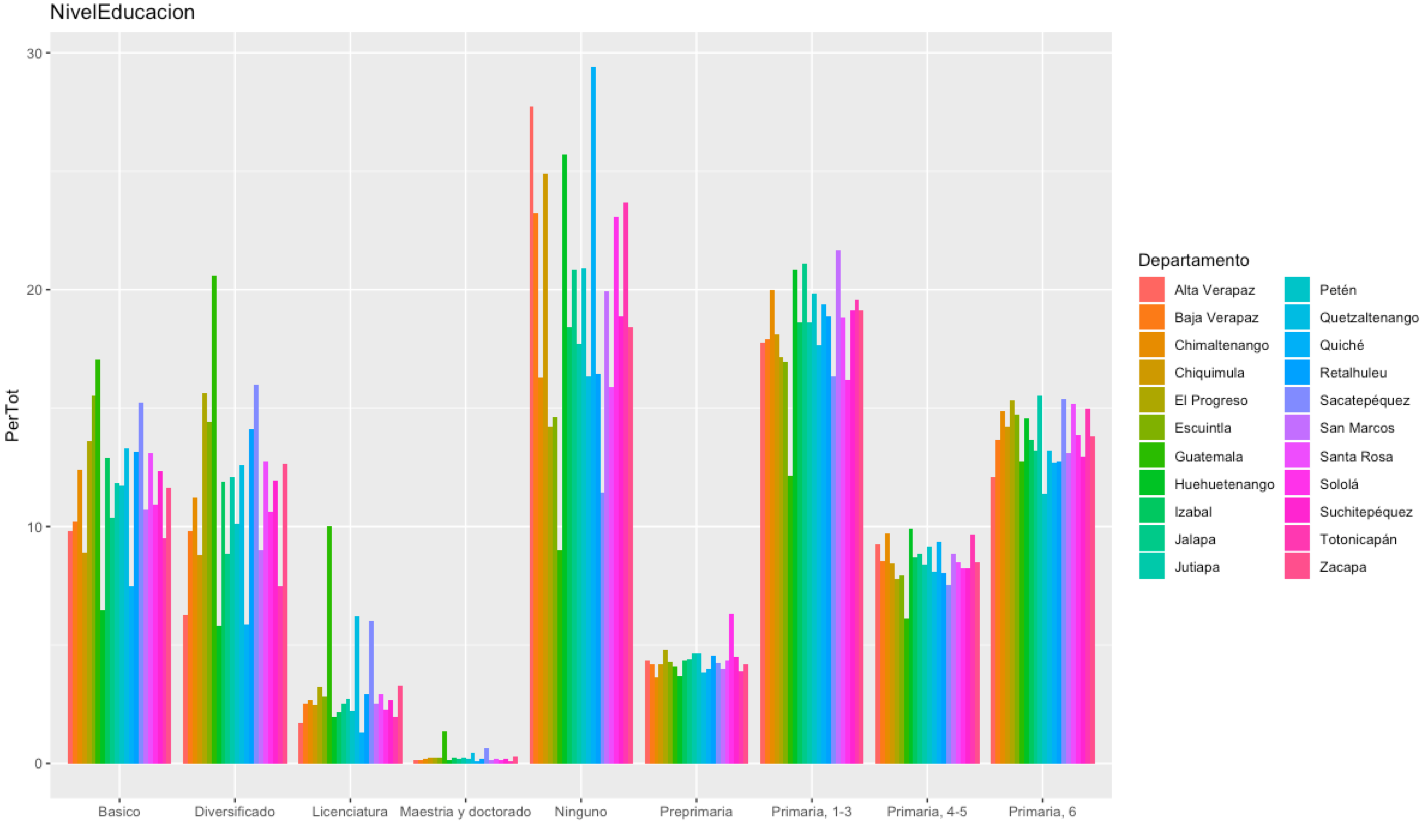 NivelEducacion
PerTot
30
20
10
0
Basico
Diversificado
Licenciatura
Maestria y doctorado
Ninguno
Preprimaria
Primaria, 1-3
Primaria, 4-5
Primaria, 6
Departamento
Alta Verapaz
Baja Verapaz
Chimaltenango
Chiquimula
El Progreso
Escuintla
Guatemala
Huehuetenango
Izabal
Jalapa
Jutiapa
Petén
Quetzaltenango
Quiché
Retalhuleu
Sacatepéquez
San Marcos
Santa Rosa
Sololá
Suchitepéquez
Totonicapán
Zacapa